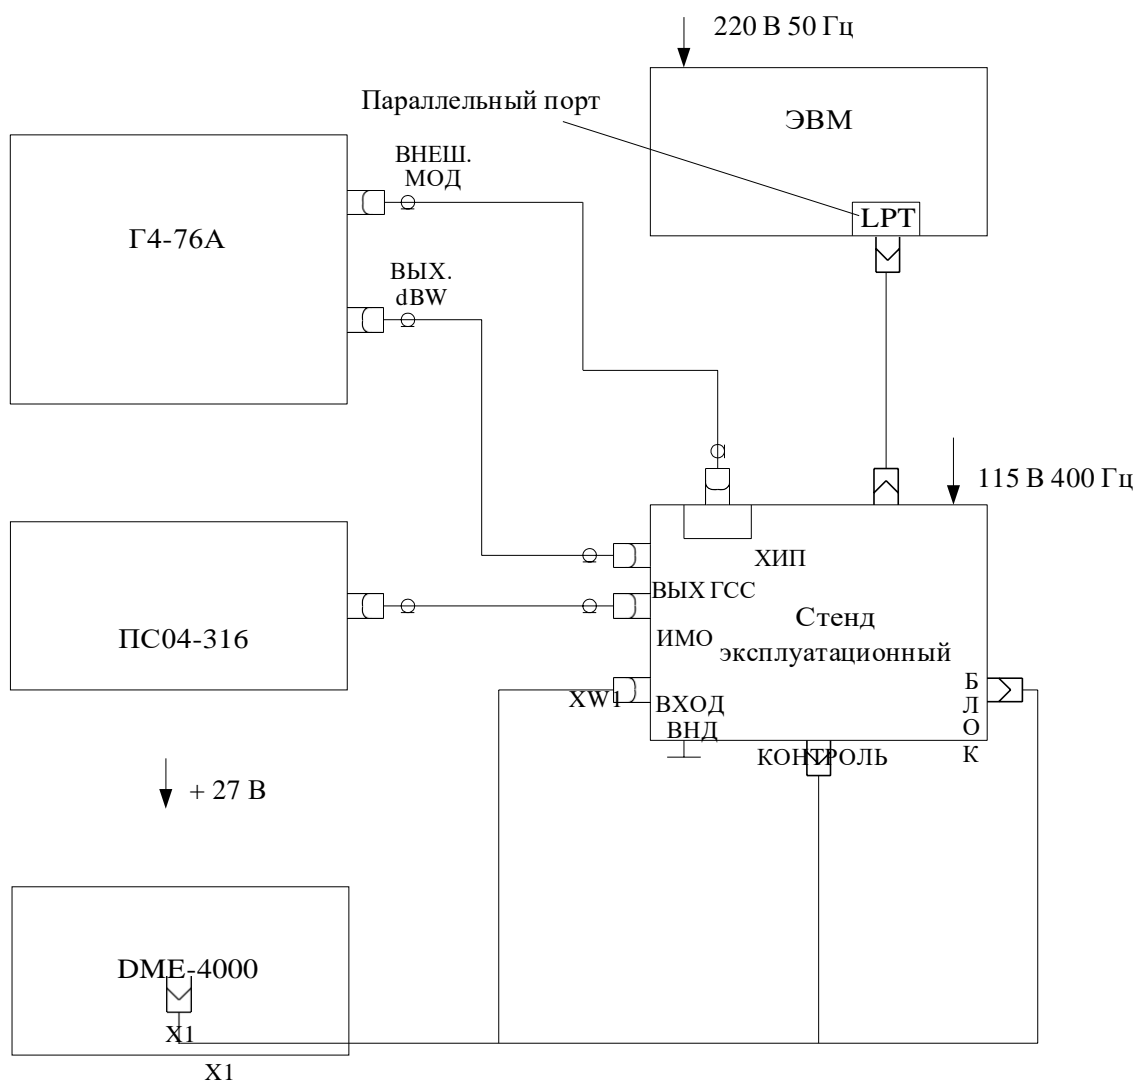 220 В 50 Гц
Параллельный порт
ЭВМ
ВНЕШ.
МОД
LPT
Г4-76А
ВЫХ.
dBW
115 В 400 Гц
ХИП
ВЫХ ГСС
Стенд
эксплуатационный
ИМО
ПС04-316
XW1
ВХОД
ВНД
Б
Л
О
К
КОНТРОЛЬ
+ 27 В
DME-4000
X1
X1